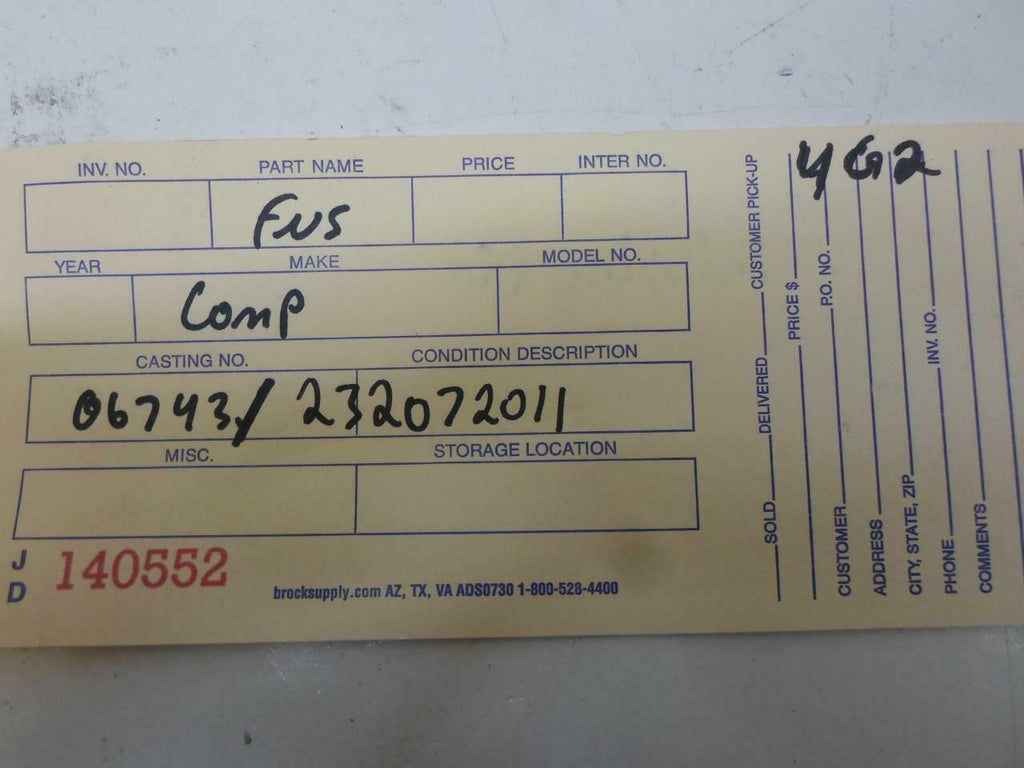 INV. NO. PART NAME PRICE INTER NO.
Fus
YEAR MAKE MODEL NO.
Comp
CASTING NO. CONDITION DESCRIPTION
06743/ 232072011
MISC. STORAGE LOCATION
J
D
140552
brocksupply.com AZ, TX, VA ADS0730 1-800-528-4400
4G2
SOLD DELIVERED CUSTOMER PICK-UP
PRICE $
CUSTOMER P.O. NO.
ADDRESS
CITY, STATE, ZIP
PHONE INV. NO.
COMMENTS